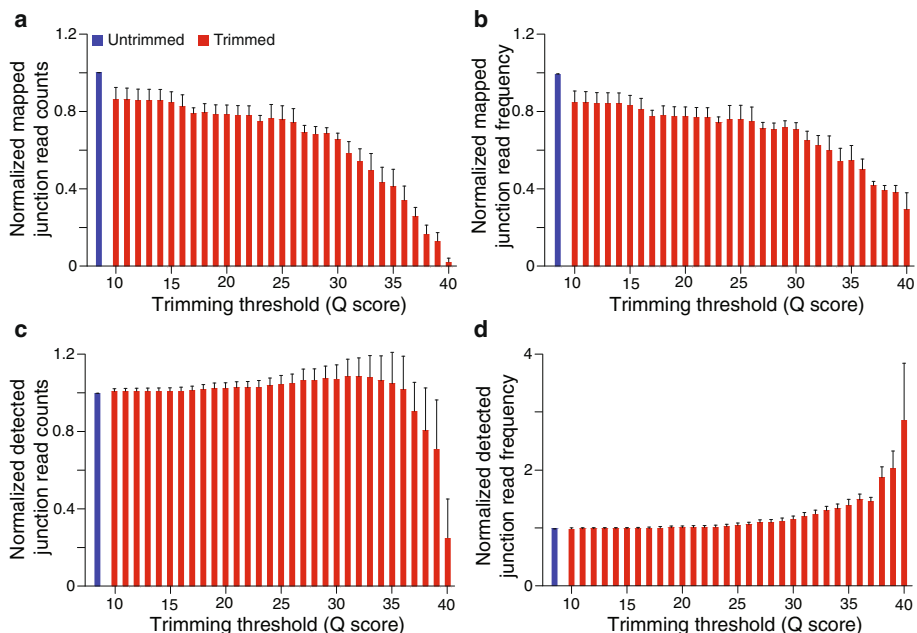 a
Untrimmed Trimmed
Normalized mapped
junction read counts
1.2
0.8
0.4
0
10 15 20 25 30 35 40
Trimming threshold (Q score)
b
Normalized mapped
junction read frequency
1.2
0.8
0.4
0
10 15 20 25 30 35 40
Trimming threshold (Q score)
c
Normalized detected
junction read counts
1.2
0.8
0.4
0
10 15 20 25 30 35 40
Trimming threshold (Q score)
d
Normalized detected
junction read frequency
4
2
1
0
10 15 20 25 30 35 40
Trimming threshold (Q score)